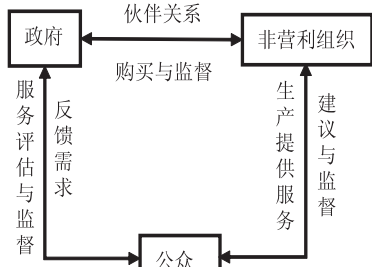 伙伴关系
政府
非营利组织
购买与监督
服务评估与监督
反馈需求
生产提供服务
建议与监督
公众